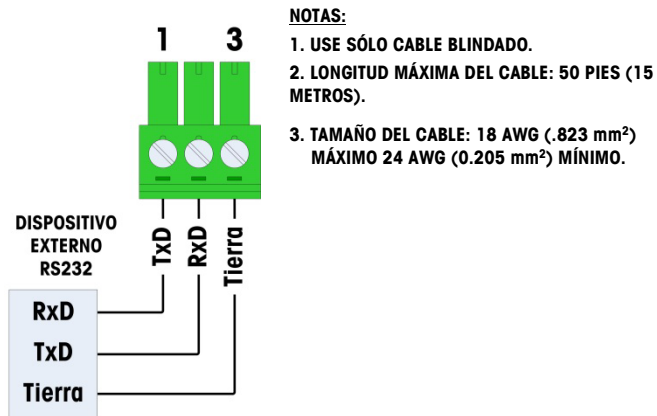 1 3
NOTAS:
1. USE SÓLO CABLE BLINDADO.
2. LONGITUD MÁXIMA DEL CABLE: 50 PIES (15
METROS).
3. TAMAÑO DEL CABLE: 18 AWG (.823 mm²)
MÁXIMO 24 AWG (0.205 mm²) MÍNIMO.
TxD
RxD
Tierra
DISPOSITIVO
EXTERNO
RS232
RxD
TxD
Tierra